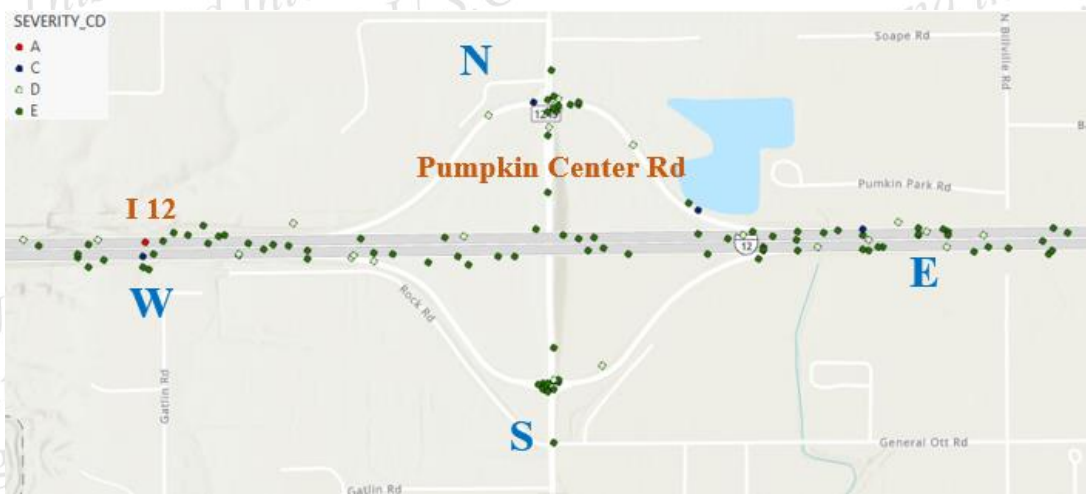 SEVERITY_CD
A
C
D
E
N
Soape Rd
N Billville Rd
Pumpkin Center Rd
Pumkin Park Rd
I 12
12
W
E
Rock Rd
Gatlin Rd
S
General Ott Rd
Gatlin Rd